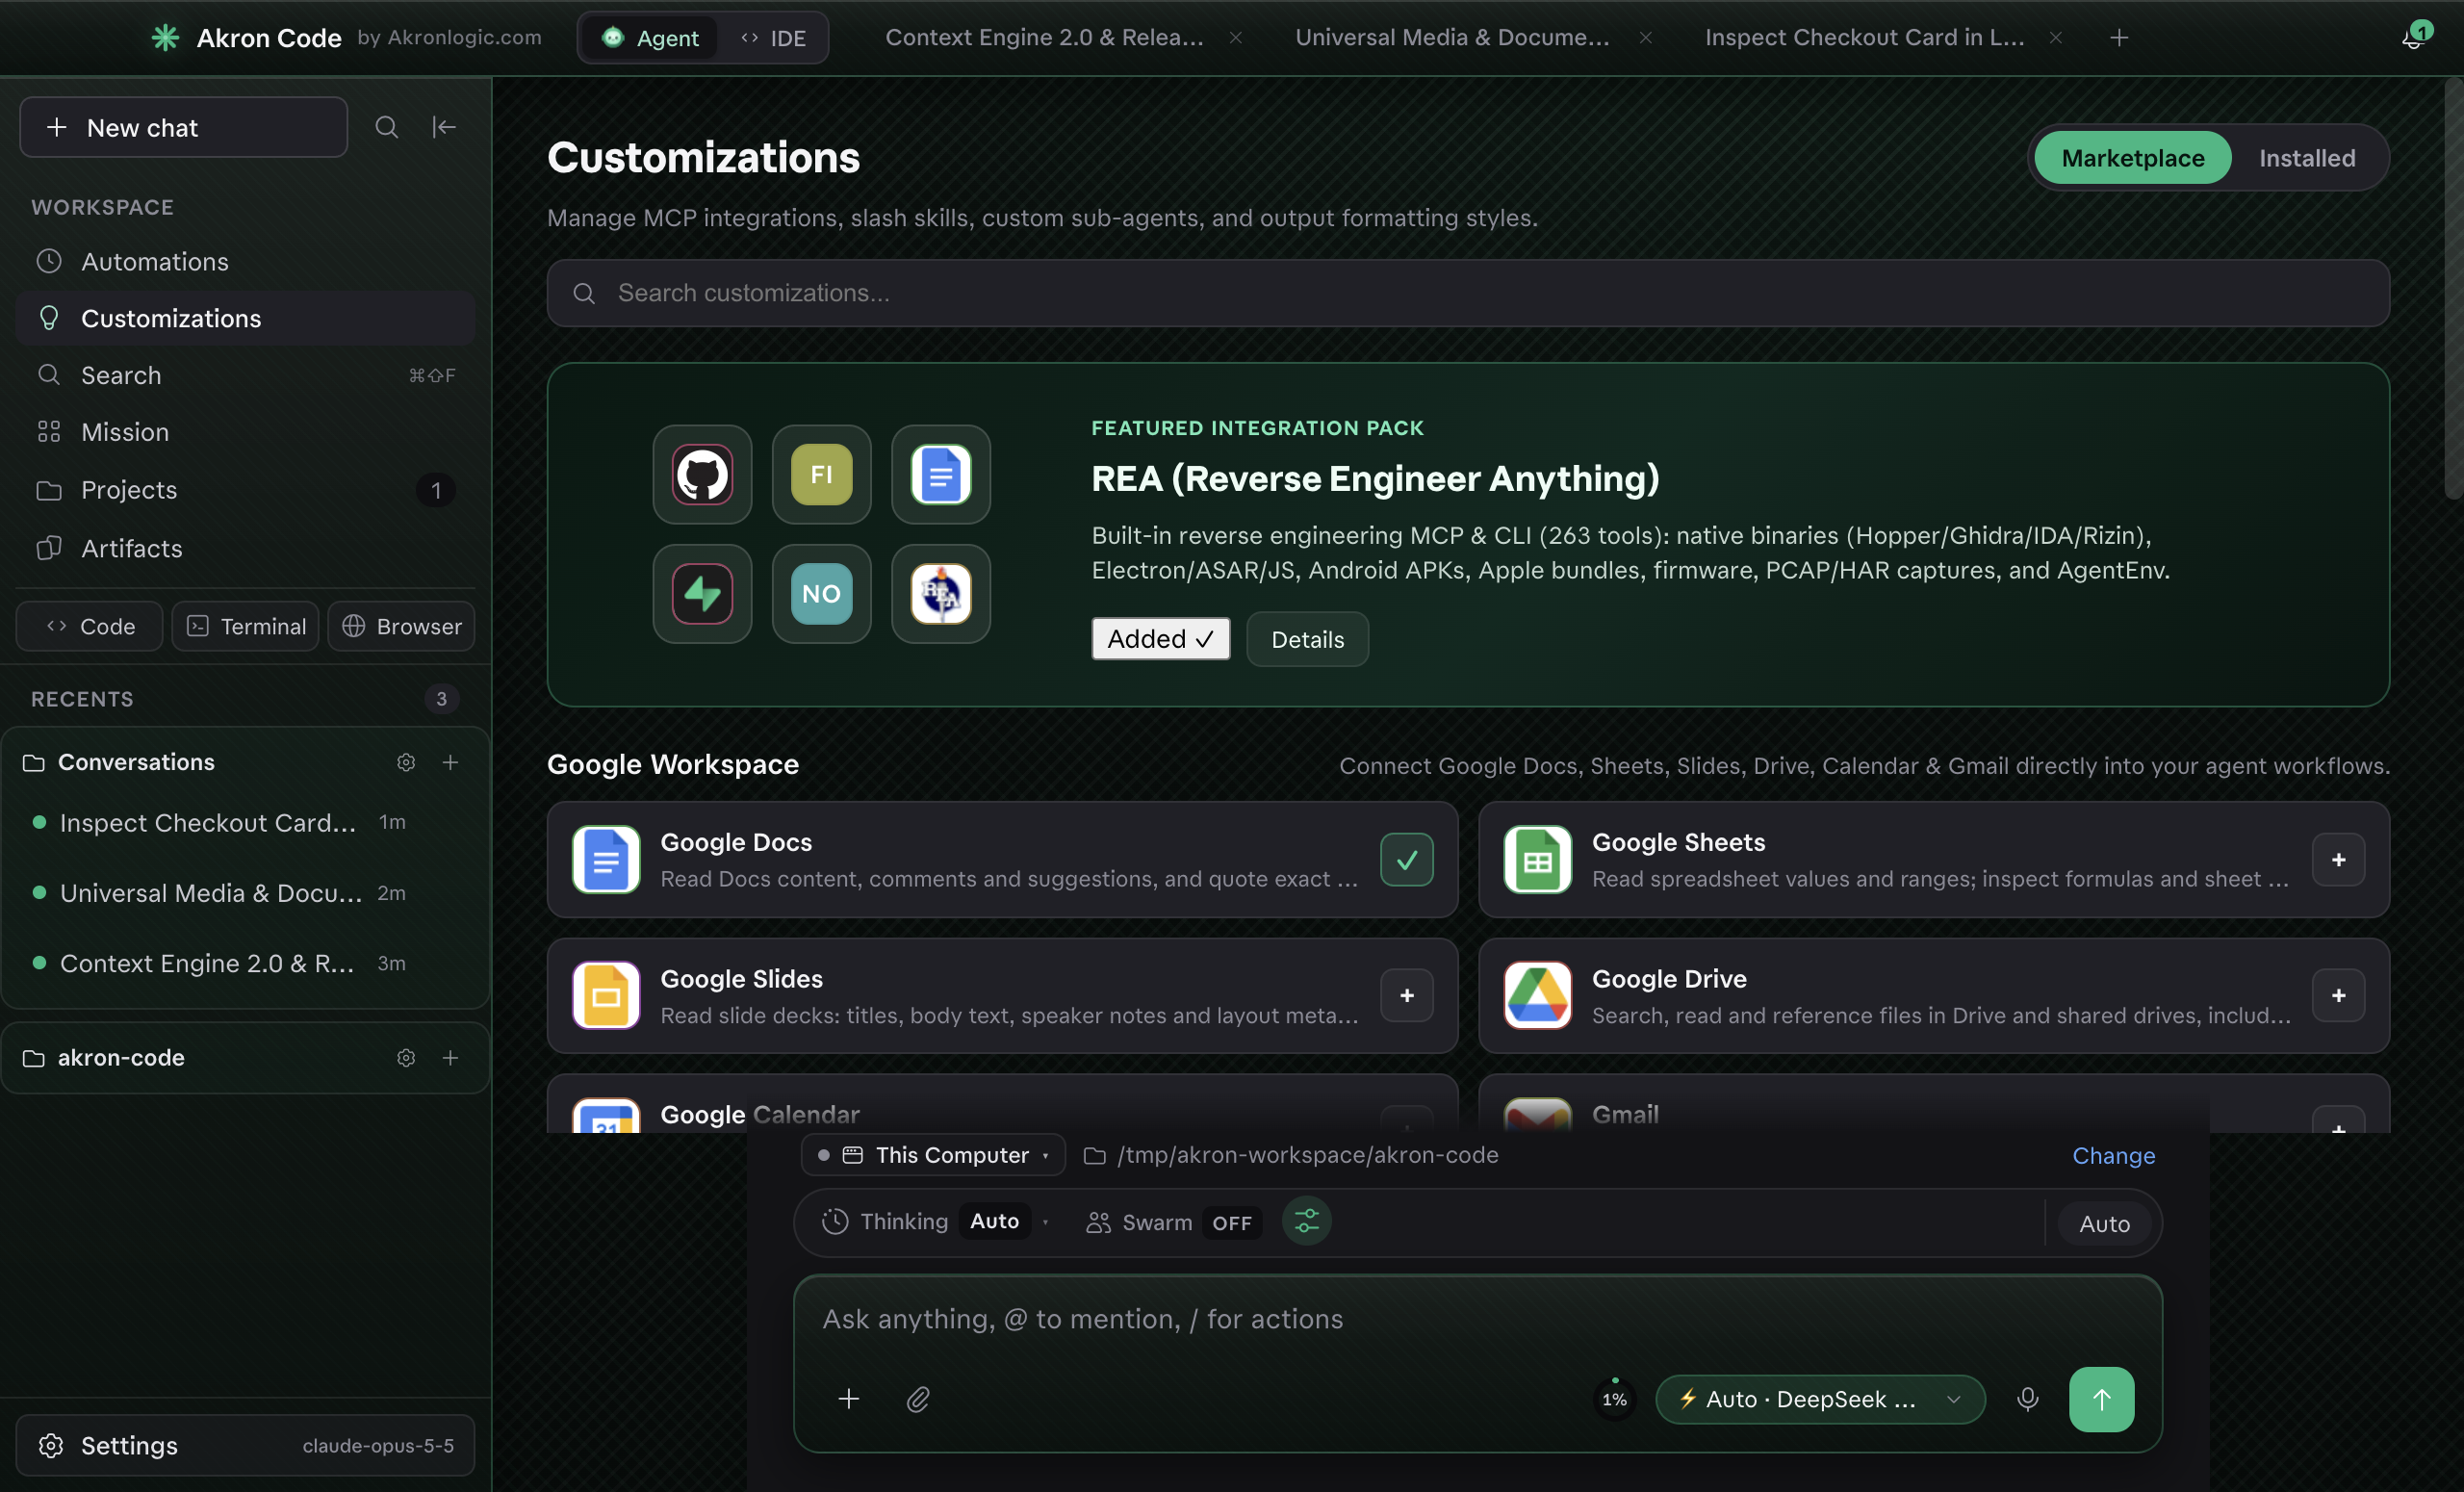 Akron Code by Akronlogic.com
Agent
IDE
Context Engine 2.0 & Relea...
Universal Media & Docume...
Inspect Checkout Card in L...
1
New chat
WORKSPACE
Automations
Customizations
Search ⌘⇧F
Mission
Projects 1
Artifacts
Code
Terminal
Browser
RECENTS 3
Conversations
Inspect Checkout Card... 1m
Universal Media & Docu... 2m
Context Engine 2.0 & R... 3m
akron-code
Settings claude-opus-5-5
Customizations
Marketplace
Installed
Manage MCP integrations, slash skills, custom sub-agents, and output formatting styles.
Search customizations...
FI
NO
REA
FEATURED INTEGRATION PACK
REA (Reverse Engineer Anything)
Built-in reverse engineering MCP & CLI (263 tools): native binaries (Hopper/Ghidra/IDA/Rizin),
Electron/ASAR/JS, Android APKs, Apple bundles, firmware, PCAP/HAR captures, and AgentEnv.
Added ✓
Details
Google Workspace
Connect Google Docs, Sheets, Slides, Drive, Calendar & Gmail directly into your agent workflows.
Google Docs
Read Docs content, comments and suggestions, and quote exact ...
Google Sheets
Read spreadsheet values and ranges; inspect formulas and sheet ...
Google Slides
Read slide decks: titles, body text, speaker notes and layout meta...
Google Drive
Search, read and reference files in Drive and shared drives, includ...
31
Google Calendar
Gmail
This Computer
/tmp/akron-workspace/akron-code
Change
Thinking Auto
Swarm OFF
Auto
Ask anything, @ to mention, / for actions
1%
Auto · DeepSeek ...